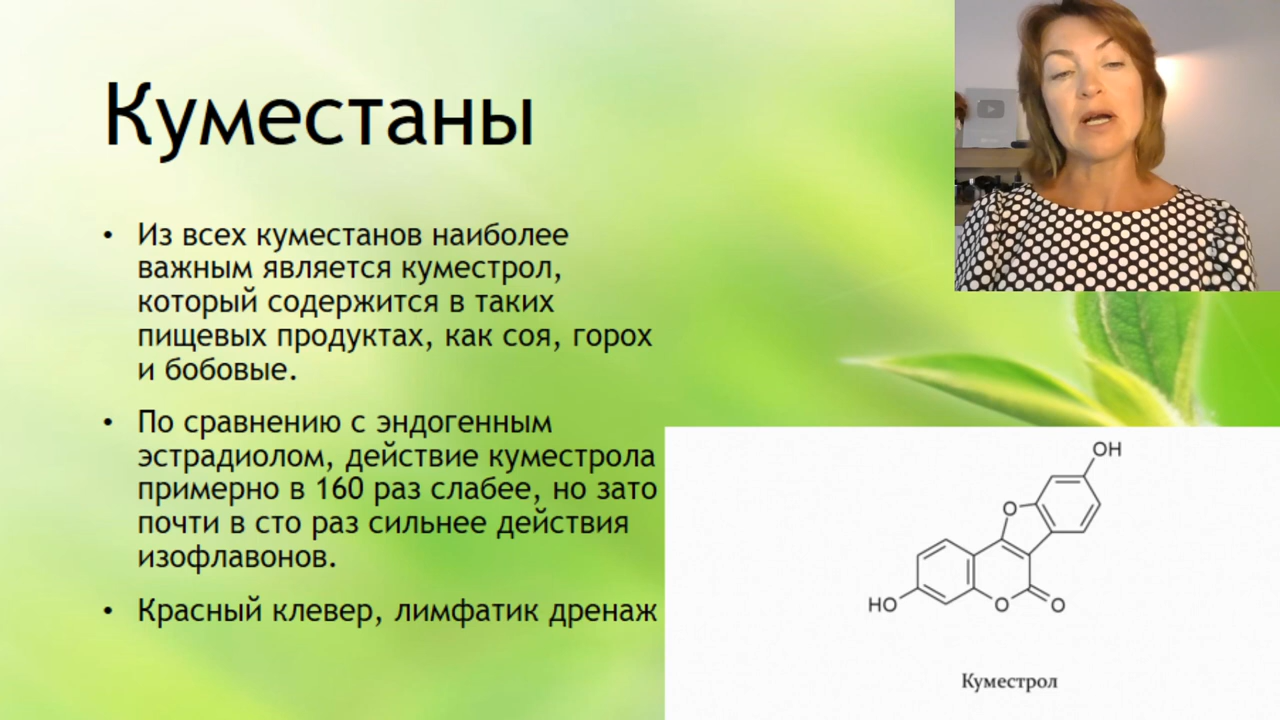 Куместаны
• Из всех куместанов наиболее
важным является куместрол,
который содержится в таких
пищевых продуктах, как соя, горох
и бобовые.
• По сравнению с эндогенным
эстрадиолом, действие куместрола
примерно в 160 раз слабее, но зато
почти в сто раз сильнее действия
изофлавонов.
• Красный клевер, лимфатик дренаж
OH
O
HO
O
O
Куместрол